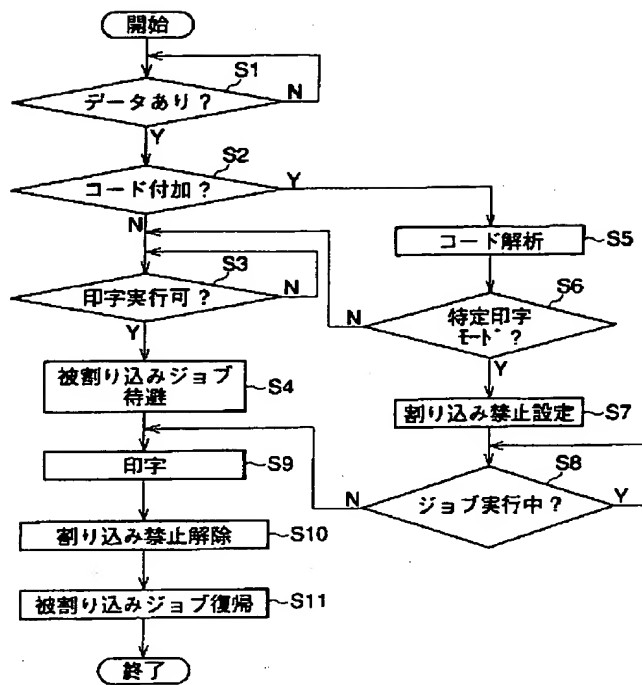 開始
S1
データあり?
N
Y
S2
コード付加?
Y
N
S5
コード解析
S3
印字実行可?
N
Y
S6
特定印字
モード?
N
Y
被割り込みジョブ
待避
S4
割り込み禁止設定
S7
印字
S9
S8
ジョブ実行中?
N
Y
割り込み禁止解除
S10
被割り込みジョブ復帰
S11
終了